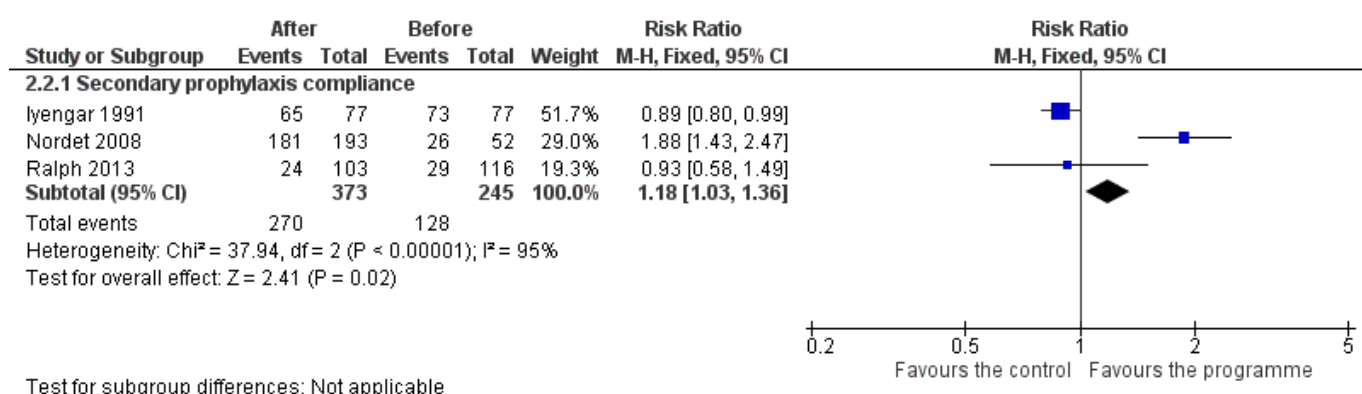 After Before Risk Ratio Risk Ratio
Study or Subgroup Events Total Events Total Weight M-H, Fixed, 95% CI M-H, Fixed, 95% CI
2.2.1 Secondary prophylaxis compliance
Iyengar 1991 65 77 73 77 51.7% 0.89 [0.80, 0.99]
Nordet 2008 181 193 26 52 29.0% 1.88 [1.43, 2.47]
Ralph 2013 24 103 29 116 19.3% 0.93 [0.58, 1.49]
Subtotal (95% CI) 373 245 100.0% 1.18 [1.03, 1.36]
Total events 270 128
Heterogeneity: Chi² = 37.94, df = 2 (P < 0.00001); I² = 95%
Test for overall effect: Z = 2.41 (P = 0.02)
0.2 0.5 1 2 5
Favours the control Favours the programme
Test for subgroup differences: Not applicable